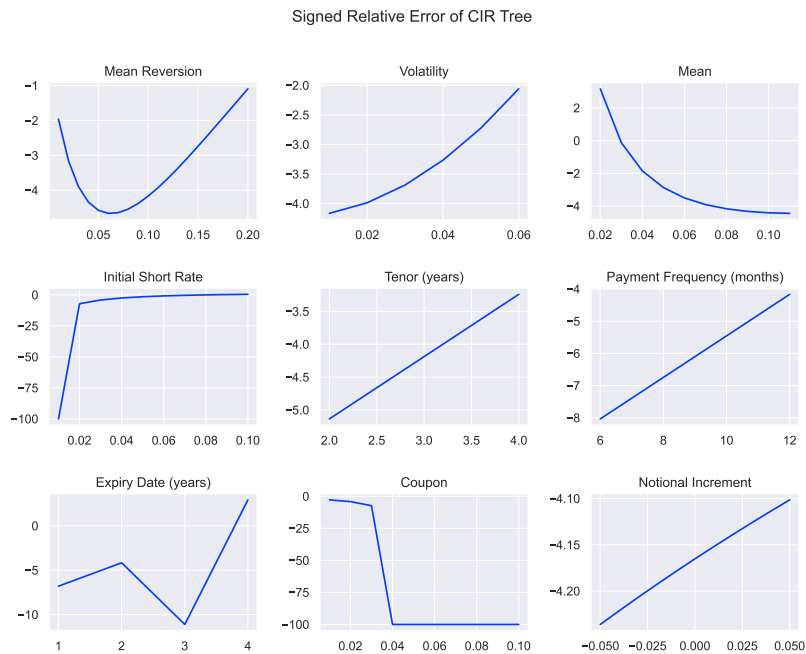 Signed Relative Error of CIR Tree
Mean Reversion
−1
−2
−3
−4
0.05 0.10 0.15 0.20
Volatility
−2.0
−2.5
−3.0
−3.5
−4.0
0.02 0.04 0.06
Mean
2
0
−2
−4
0.02 0.04 0.06 0.08 0.10
Initial Short Rate
0
−25
−50
−75
−100
0.02 0.04 0.06 0.08 0.10
Tenor (years)
−3.5
−4.0
−4.5
−5.0
2.0 2.5 3.0 3.5 4.0
Payment Frequency (months)
−4
−5
−6
−7
−8
6 8 10 12
Expiry Date (years)
0
−5
−10
1 2 3 4
Coupon
0
−25
−50
−75
−100
0.02 0.04 0.06 0.08 0.10
Notional Increment
−4.10
−4.15
−4.20
−0.050 −0.025 0.000 0.025 0.050